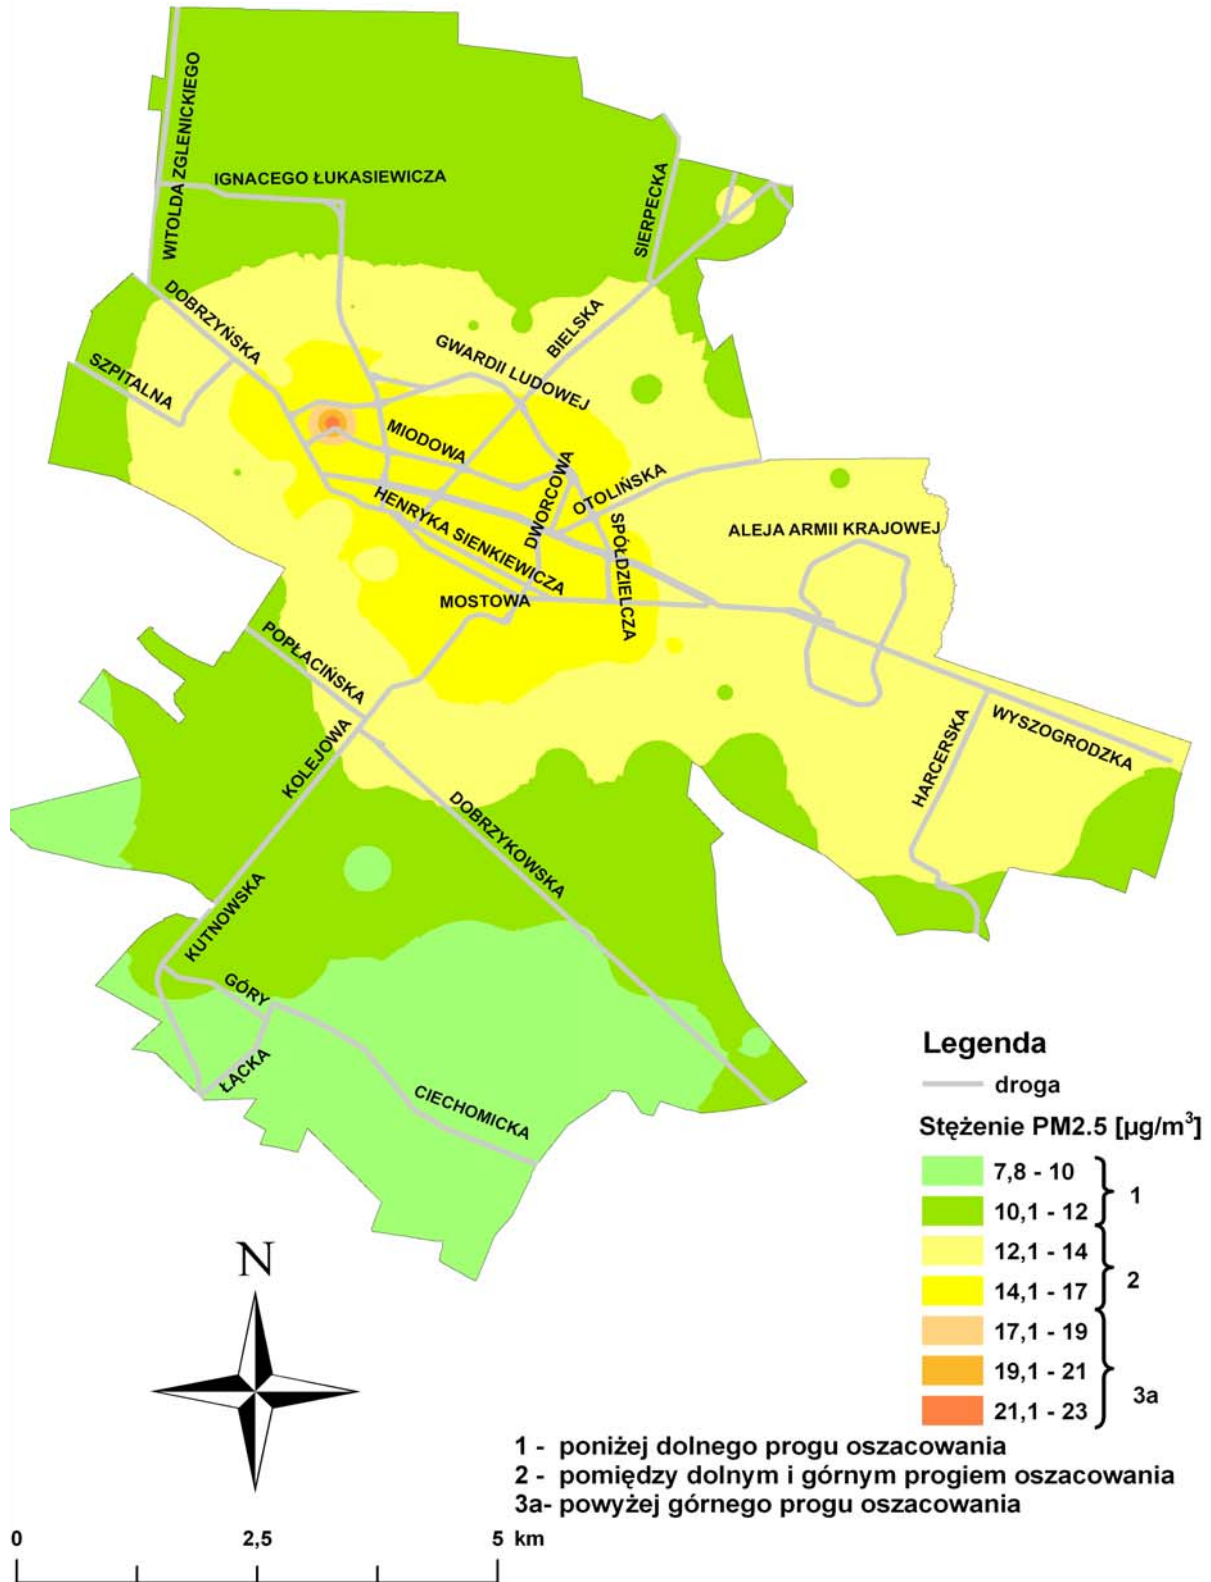 WITOLDA ZGLENICKIEGO
IGNACEGO ŁUKASIEWICZA
SIERPECKA
DOBRZYŃSKA
SZPITALNA
BIELSKA
GWARDII LUDOWEJ
MIODOWA
DWORCOWA
OTOLIŃSKA
HENRYKA SIENKIEWICZA
SPÓŁDZIELCZA
ALEJA ARMII KRAJOWEJ
MOSTOWA
POPŁACIŃSKA
KOLEJOWA
HARCERSKA
WYSZOGRODZKA
DOBRZYKOWSKA
KUTNOWSKA
GÓRY
ŁĄCKA
CIECHOMICKA
Legenda
droga
Stężenie PM2.5 [µg/m³]
7,8 - 10
10,1 - 12
1
12,1 - 14
14,1 - 17
2
17,1 - 19
19,1 - 21
21,1 - 23
3a
N
1 - poniżej dolnego progu oszacowania
2 - pomiędzy dolnym i górnym progiem oszacowania
3a- powyżej górnego progu oszacowania
0 2,5 5 km